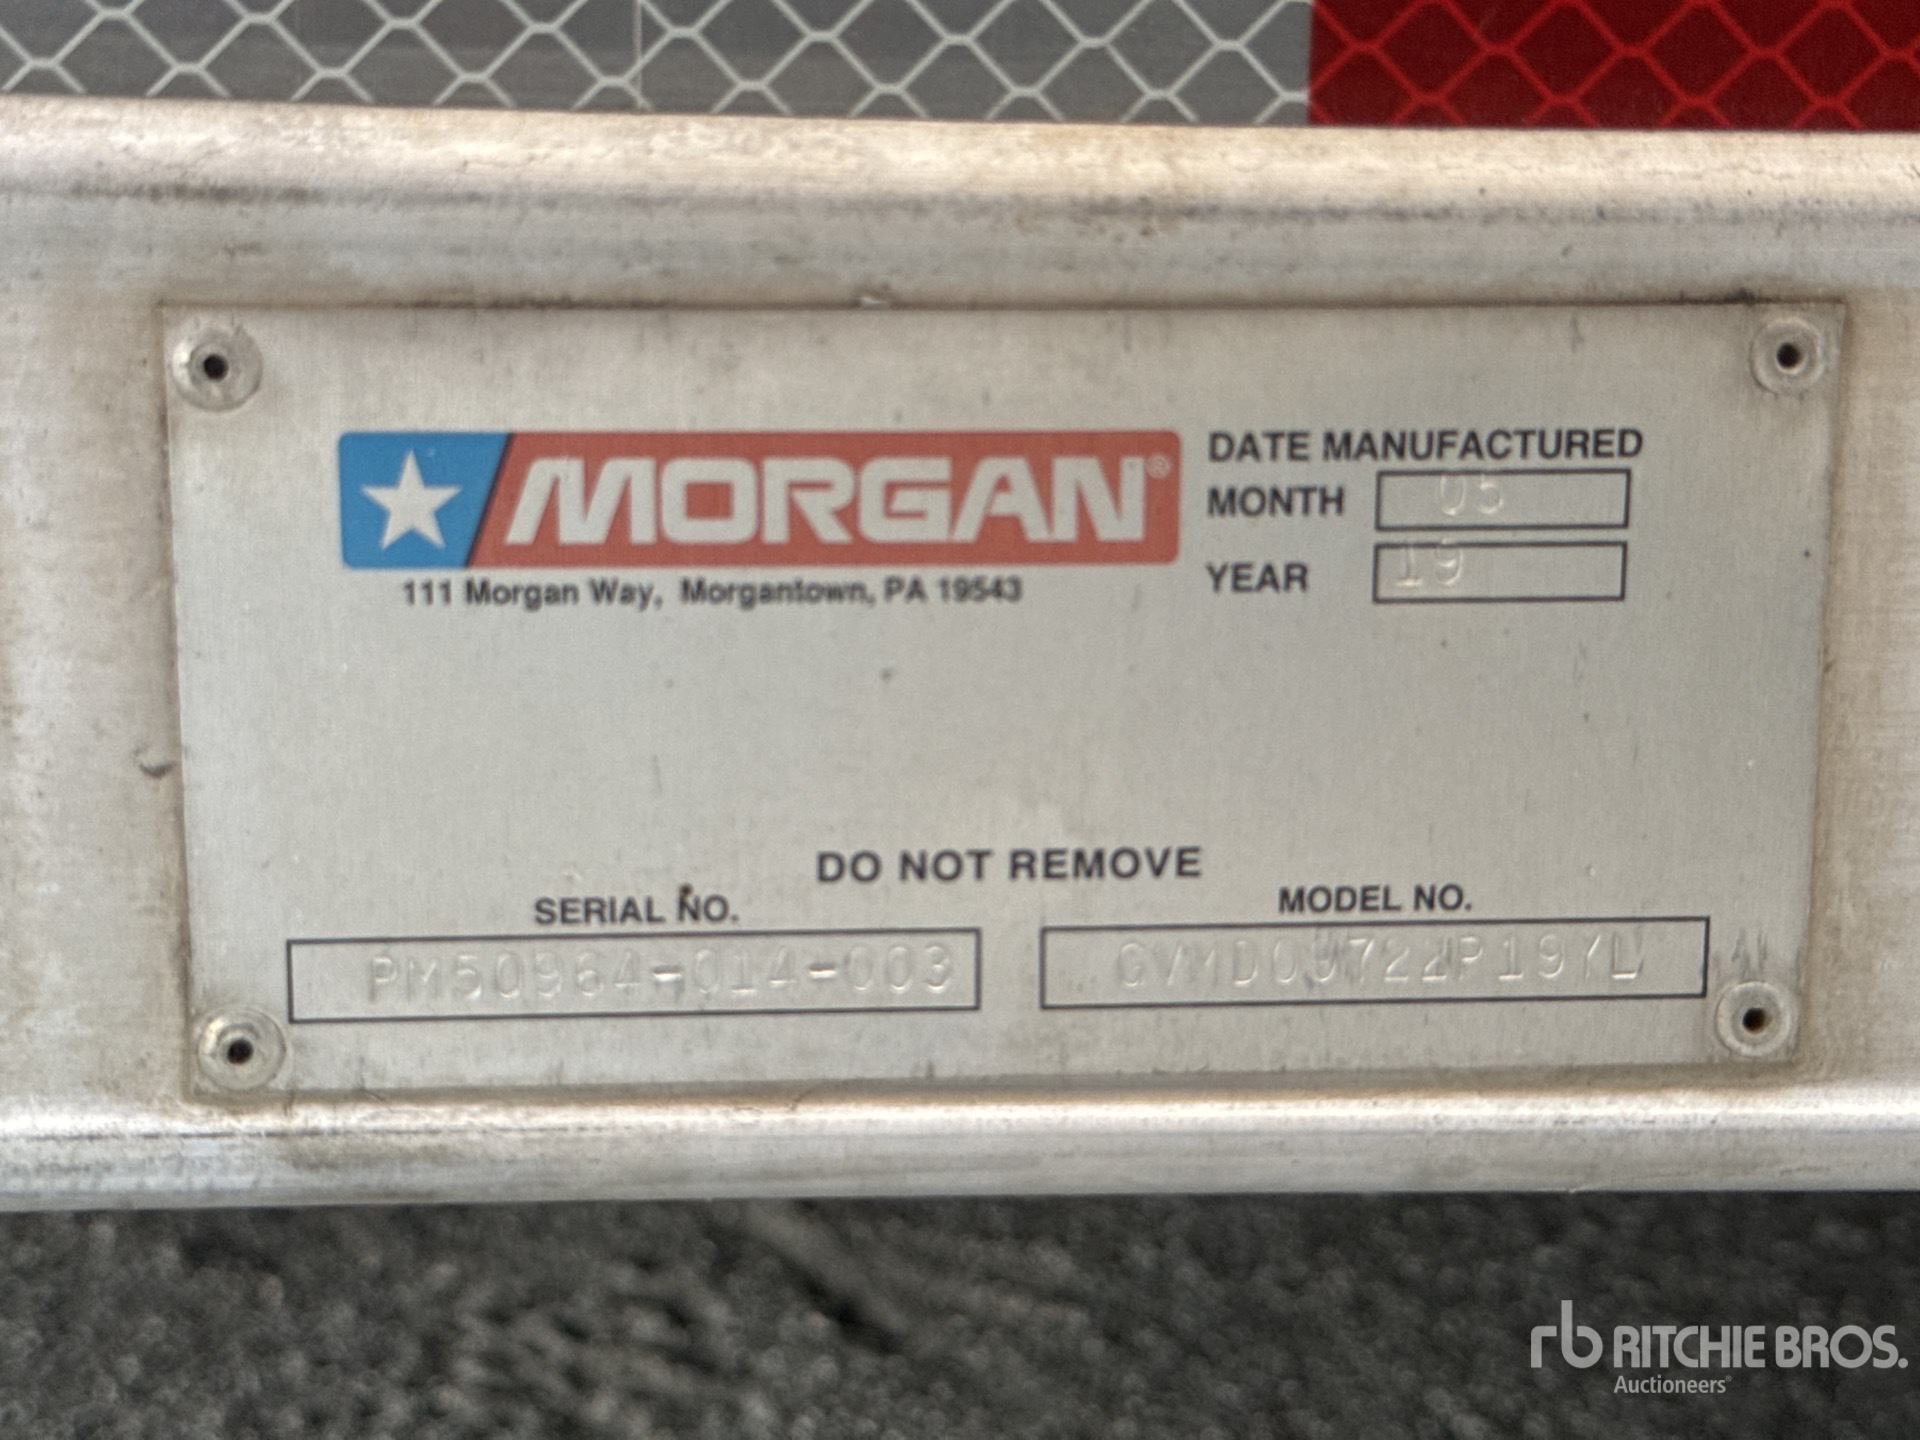 MORGAN®
111 Morgan Way, Morgantown, PA 19543
DATE MANUFACTURED
MONTH 05
YEAR 19
DO NOT REMOVE
SERIAL NO.
PM50964-014-003
MODEL NO.
rb RITCHIE BROS.
Auctioneers